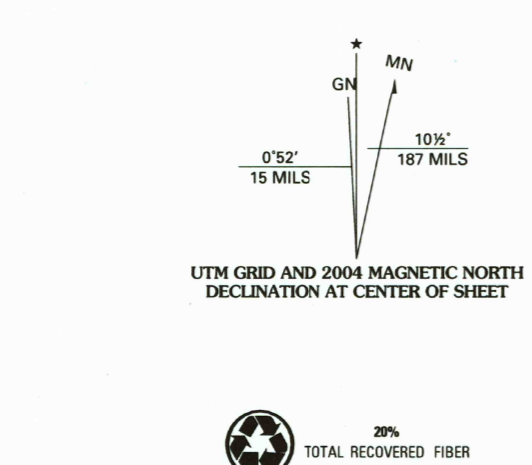 ★
MN
GN
10½°
187 MILS
0°52′
15 MILS
UTM GRID AND 2004 MAGNETIC NORTH
DECLINATION AT CENTER OF SHEET
20%
TOTAL RECOVERED FIBER